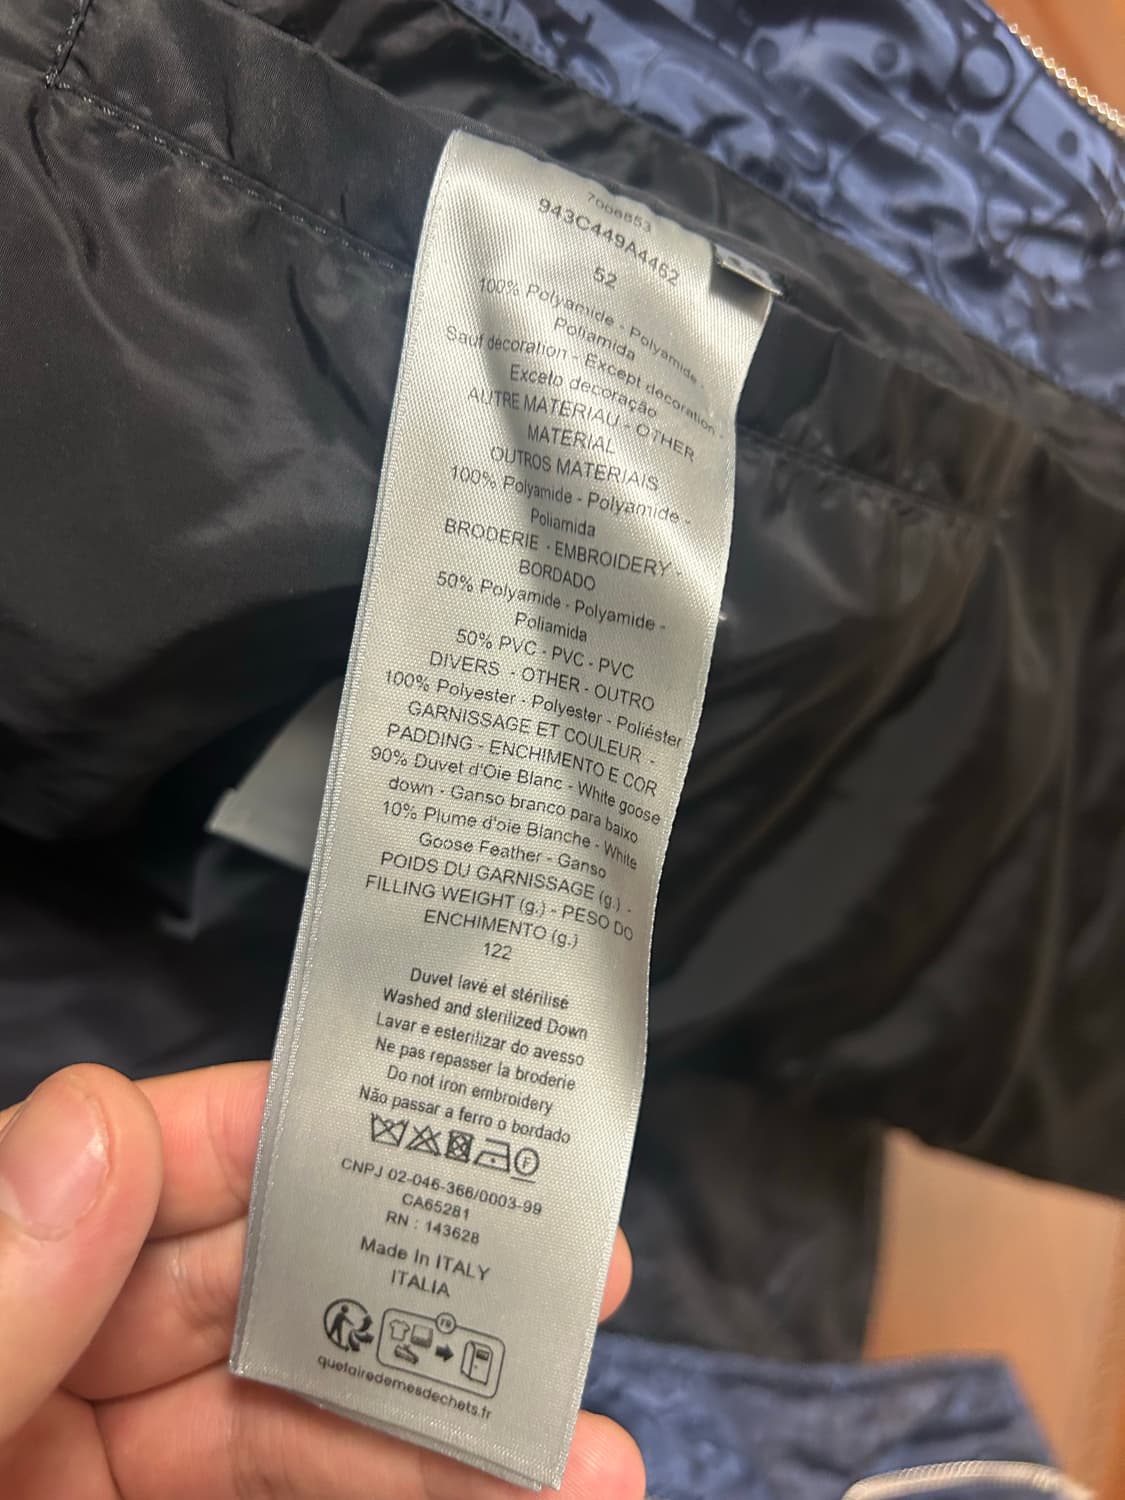 7006853
943C449A4462
52
100% Polyamide - Polyamide -
Poliamida
Sauf décoration - Except décoration -
Exceto decoração
AUTRE MATERIAU - OTHER
MATERIAL
OUTROS MATERIAIS
100% Polyamide - Polyamide -
Poliamida
BRODERIE - EMBROIDERY -
BORDADO
50% Polyamide - Polyamide -
Poliamida
50% PVC - PVC - PVC
DIVERS - OTHER - OUTRO
100% Polyester - Polyester - Poliéster
GARNISSAGE ET COULEUR -
PADDING - ENCHIMENTO E COR
90% Duvet d'Oie Blanc - White goose
down - Ganso branco para baixo
10% Plume d'oie Blanche - White
Goose Feather - Ganso
POIDS DU GARNISSAGE (g.) -
FILLING WEIGHT (g.) - PESO DO
ENCHIMENTO (g.)
122
Duvet lavé et stérilisé
Washed and sterilized Down
Lavar e esterilizar do avesso
Ne pas repasser la broderie
Do not iron embroidery
Não passar a ferro o bordado
F
CNPJ 02-046-366/0003-99
CA65281
RN : 143628
Made In ITALY
ITALIA
FR
quefairedemesdechets.fr